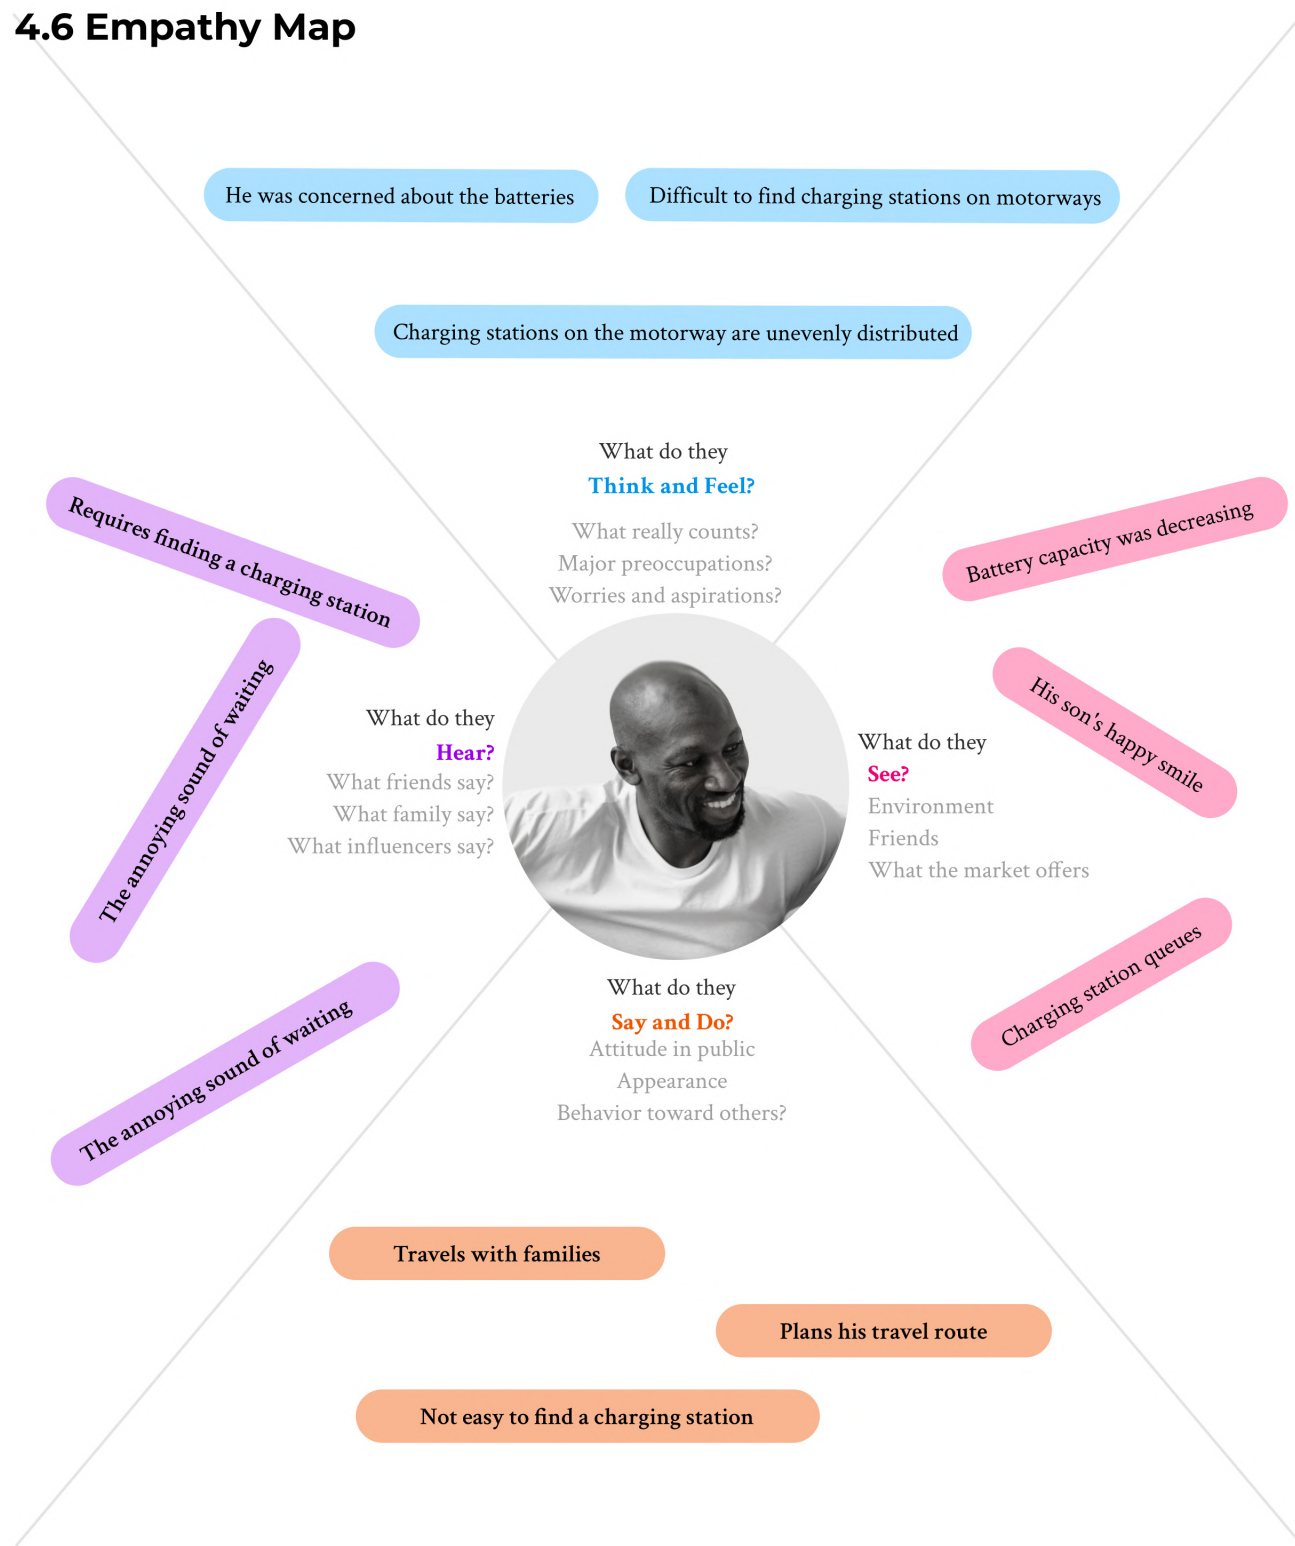 4.6 Empathy Map
He was concerned about the batteries
Difficult to find charging stations on motorways
Charging stations on the motorway are unevenly distributed
What do they
Think and Feel?
What really counts?
Major preoccupations?
Worries and aspirations?
Requires finding a charging station
The annoying sound of waiting
The annoying sound of waiting
What do they
Hear?
What friends say?
What family say?
What influencers say?
What do they
See?
Environment
Friends
What the market offers
Battery capacity was decreasing
His son's happy smile
Charging station queues
What do they
Say and Do?
Attitude in public
Appearance
Behavior toward others?
Travels with families
Plans his travel route
Not easy to find a charging station